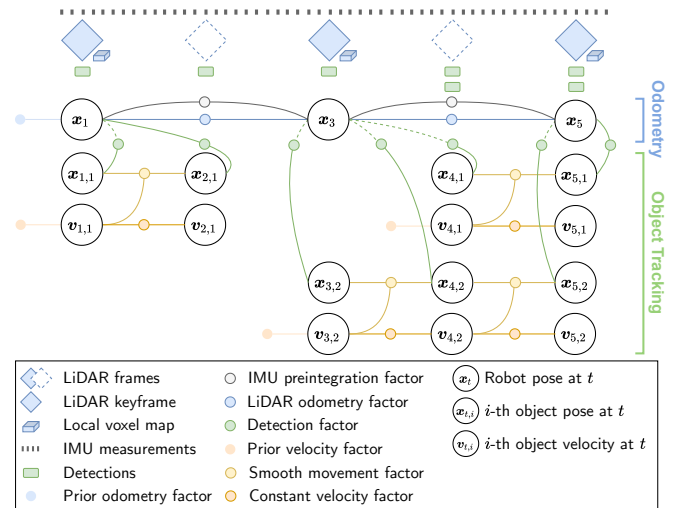 x1 x3 x5
Odometry
x1,1 x2,1 x4,1 x5,1
v1,1 v2,1 v4,1 v5,1
Object Tracking
x3,2 x4,2 x5,2
v3,2 v4,2 v5,2
LiDAR frames
LiDAR keyframe
Local voxel map
IMU measurements
Detections
Prior odometry factor
IMU preintegration factor
LiDAR odometry factor
Detection factor
Prior velocity factor
Smooth movement factor
Constant velocity factor
xt Robot pose at t
xt,i i-th object pose at t
vt,i i-th object velocity at t